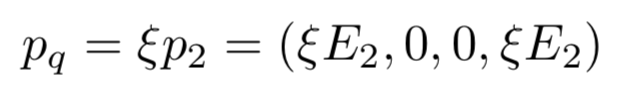 p_q = ξp_2 = (ξE_2, 0, 0, ξE_2)